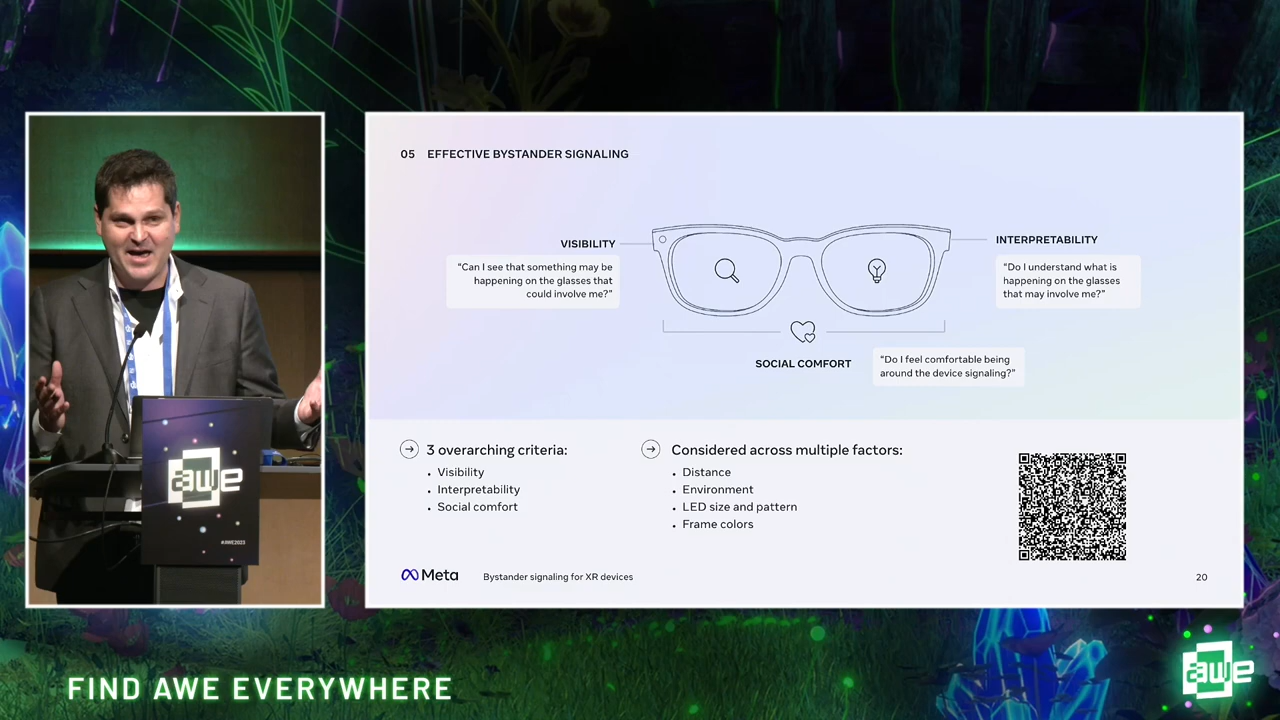 05 EFFECTIVE BYSTANDER SIGNALING
VISIBILITY
“Can I see that something may be
happening on the glasses that
could involve me?”
INTERPRETABILITY
“Do I understand what is
happening on the glasses
that may involve me?”
SOCIAL COMFORT
“Do I feel comfortable being
around the device signaling?”
3 overarching criteria:
• Visibility
• Interpretability
• Social comfort
Considered across multiple factors:
• Distance
• Environment
• LED size and pattern
• Frame colors
Meta
Bystander signaling for XR devices
20
awe
#AWE2023
FIND AWE EVERYWHERE
awe